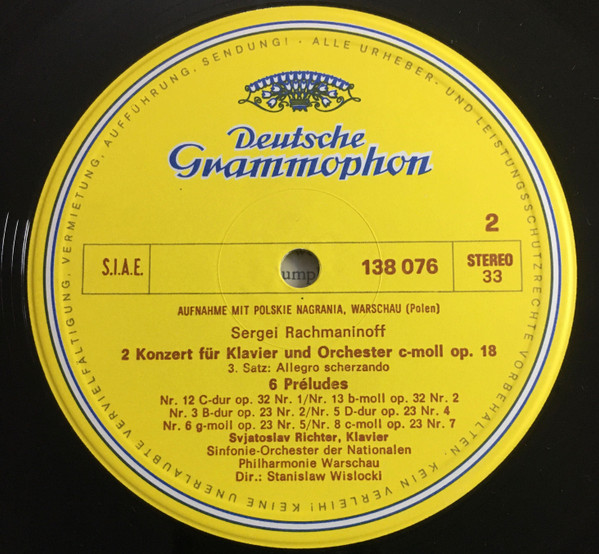 VERVIELFÄLTIGUNG, VERMIETUNG, AUFFÜHRUNG, SENDUNG! · ALLE URHEBER- UND LEISTUNGSSCHUTZRECHTE VORBEHALTEN. KEIN VERLEIH! KEINE UNERLAUBTE
Deutsche
Grammophon
2
S.I.A.E.
138 076
STEREO
33
ump
AUFNAHME MIT POLSKIE NAGRANIA, WARSCHAU (Polen)
Sergei Rachmaninoff
2 Konzert für Klavier und Orchester c-moll op. 18
3. Satz: Allegro scherzando
6 Préludes
Nr. 12 C-dur op. 32 Nr. 1/Nr. 13 b-moll op. 32 Nr. 2
Nr. 3 B-dur op. 23 Nr. 2/Nr. 5 D-dur op. 23 Nr. 4
Nr. 6 g-moll op. 23 Nr. 5/Nr. 8 c-moll op. 23 Nr. 7
Svjatoslav Richter, Klavier
Sinfonie-Orchester der Nationalen
Philharmonie Warschau
Dir.: Stanislaw Wislocki